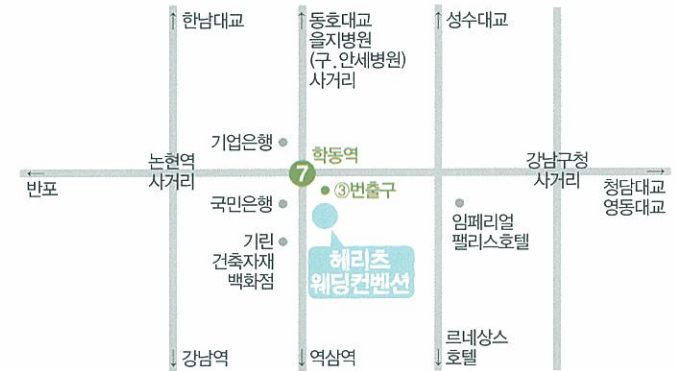 ↑한남대교
↑동호대교
을지병원
(구.안세병원)
사거리
↑성수대교
기업은행
학동역
7
논현역
사거리
강남구청
사거리
←
반포
→
청담대교
영동대교
③번출구
국민은행
임페리얼
팰리스호텔
기린
건축자재
백화점
헤리츠
웨딩컨벤션
↓강남역
↓역삼역
르네상스
↓호텔